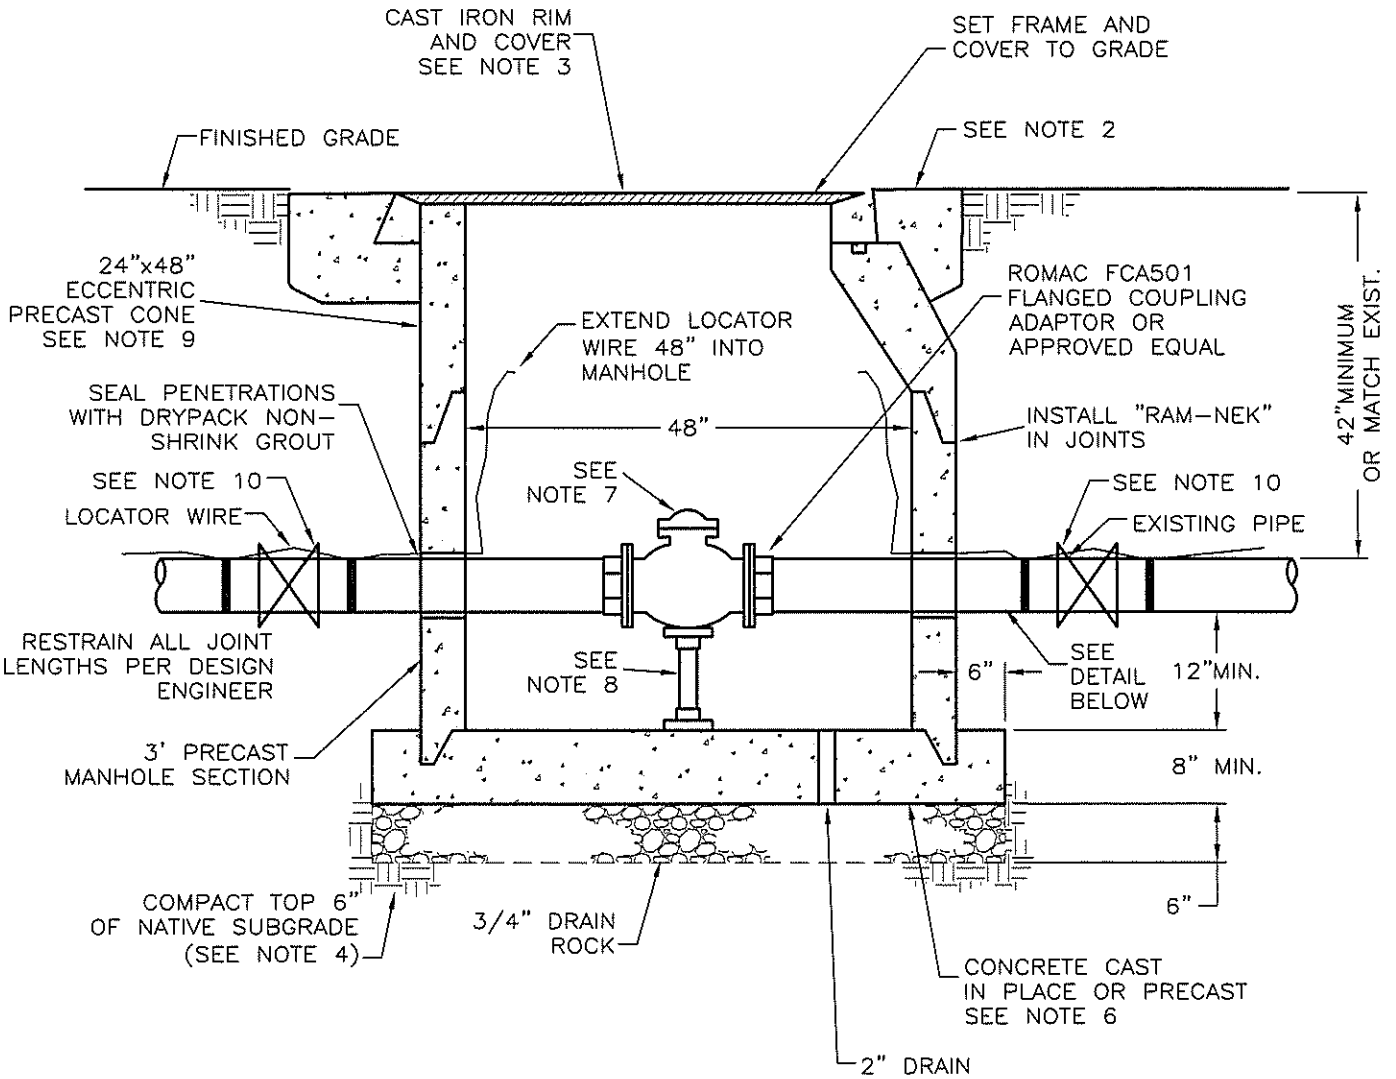 CAST IRON RIM
AND COVER
SEE NOTE 3
SET FRAME AND
COVER TO GRADE
FINISHED GRADE
SEE NOTE 2
24"x48"
ECCENTRIC
PRECAST CONE
SEE NOTE 9
EXTEND LOCATOR
WIRE 48" INTO
MANHOLE
ROMAC FCA501
FLANGED COUPLING
ADAPTOR OR
APPROVED EQUAL
42"MINIMUM
OR MATCH EXIST.
SEAL PENETRATIONS
WITH DRYPACK NON-
SHRINK GROUT
48"
INSTALL "RAM-NEK"
IN JOINTS
SEE NOTE 10
LOCATOR WIRE
SEE
NOTE 7
SEE NOTE 10
EXISTING PIPE
RESTRAIN ALL JOINT
LENGTHS PER DESIGN
ENGINEER
SEE
NOTE 8
6"
SEE
DETAIL
BELOW
12"MIN.
3' PRECAST
MANHOLE SECTION
8" MIN.
COMPACT TOP 6"
OF NATIVE SUBGRADE
(SEE NOTE 4)
3/4" DRAIN
ROCK
6"
CONCRETE CAST
IN PLACE OR PRECAST
SEE NOTE 6
2" DRAIN